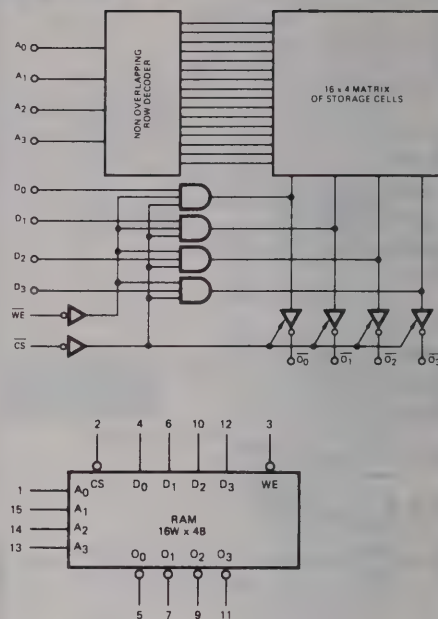 A0
A1
A2
A3
NON OVERLAPPING
ROW DECODER
16 x 4 MATRIX
OF STORAGE CELLS
D0
D1
D2
D3
WE
CS
O0 O1 O2 O3
2 4 6 10 12 3
CS D0 D1 D2 D3 WE
1 A0
15 A1
14 A2
13 A3
RAM
16W x 4B
O0 O1 O2 O3
5 7 9 11